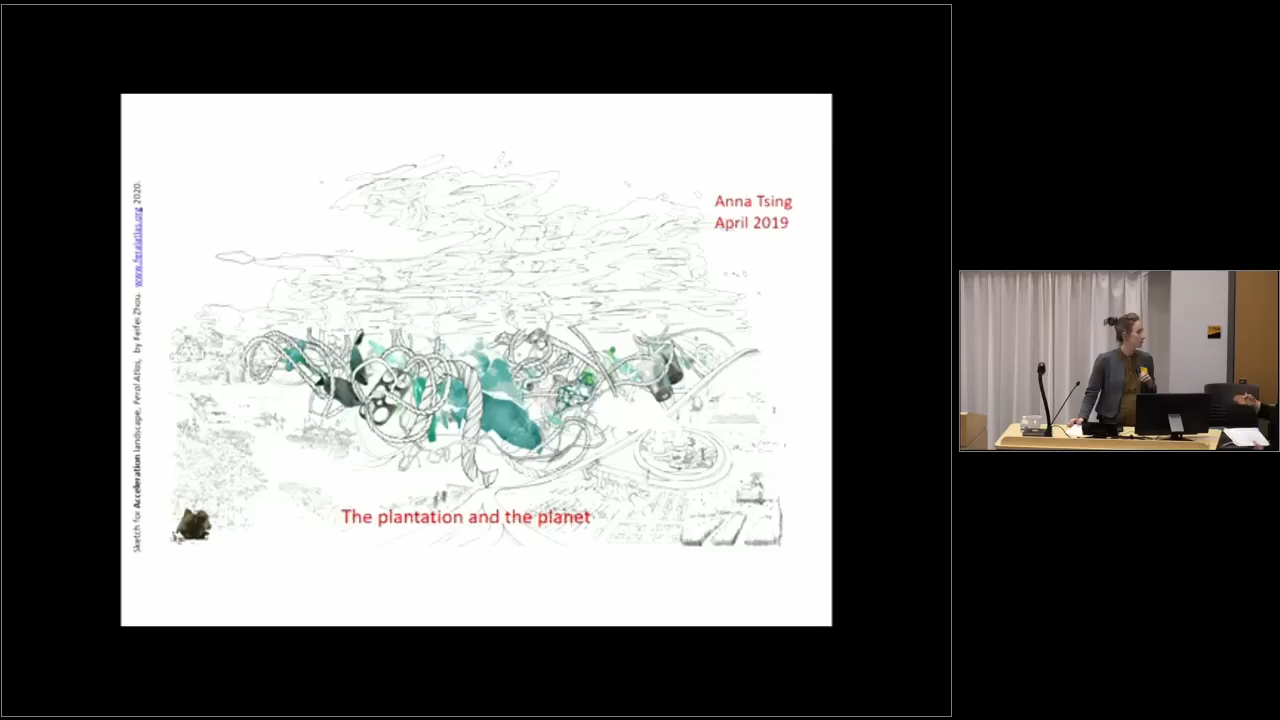 Anna Tsing
April 2019
Sketch for Acceleration landscape, Feral Atlas, by Feifei Zhou. www.feralatlas.org 2020.
The plantation and the planet